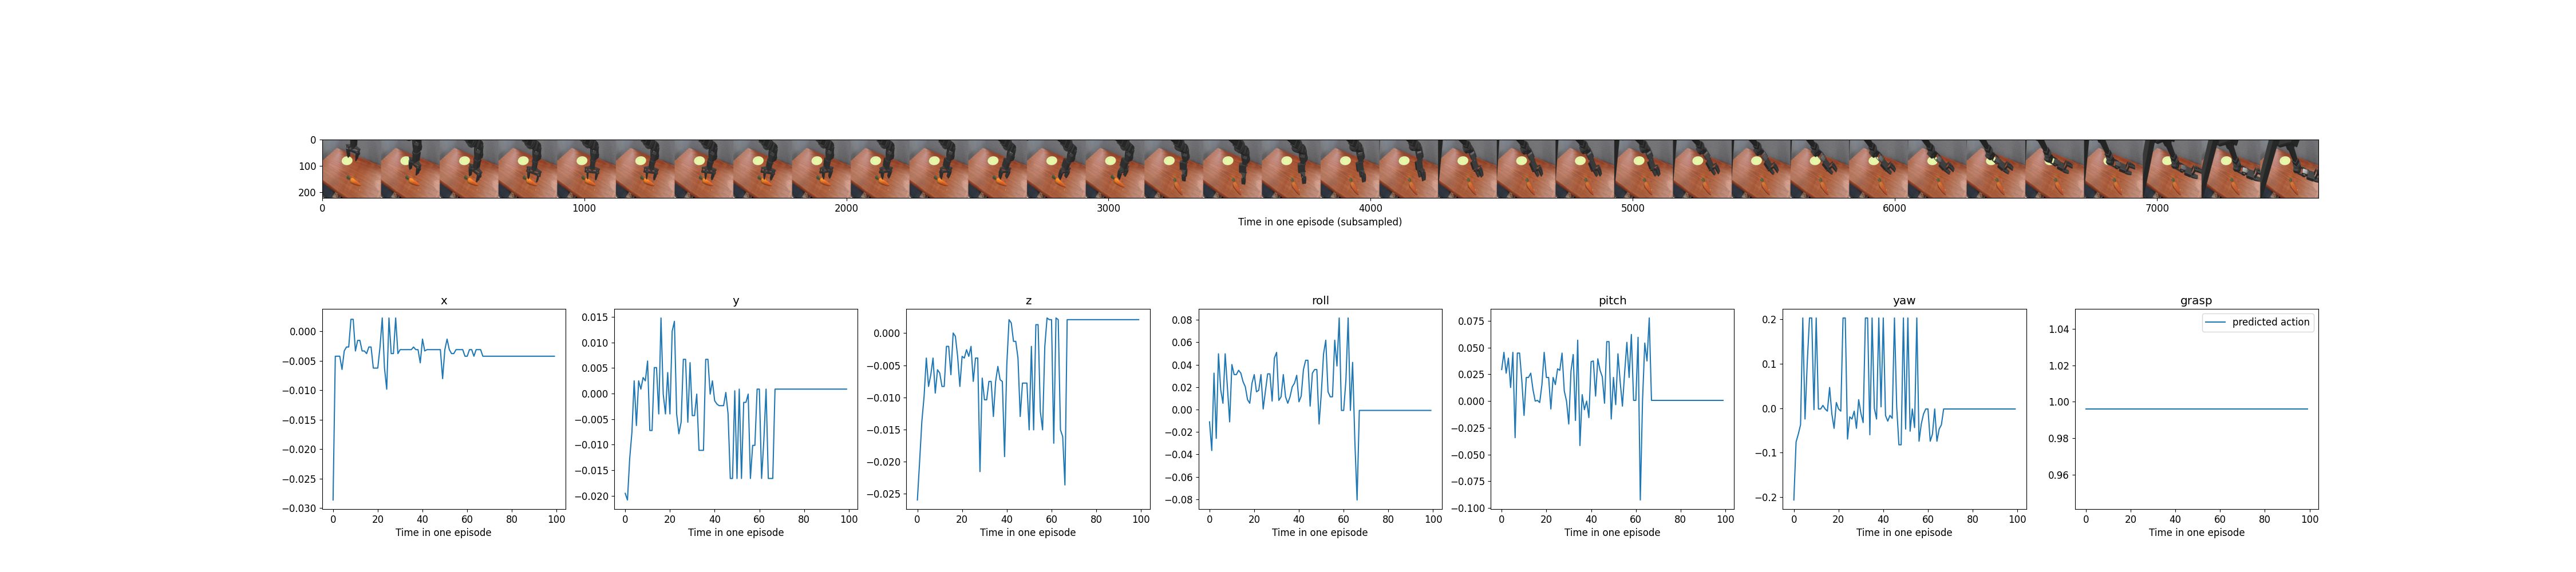 0
100
200
0 1000 2000 3000 4000 5000 6000 7000
Time in one episode (subsampled)
x
0.000
−0.005
−0.010
−0.015
−0.020
−0.025
−0.030
0 20 40 60 80 100
Time in one episode
y
0.015
0.010
0.005
0.000
−0.005
−0.010
−0.015
−0.020
0 20 40 60 80 100
Time in one episode
z
0.000
−0.005
−0.010
−0.015
−0.020
−0.025
0 20 40 60 80 100
Time in one episode
roll
0.08
0.06
0.04
0.02
0.00
−0.02
−0.04
−0.06
−0.08
0 20 40 60 80 100
Time in one episode
pitch
0.075
0.050
0.025
0.000
−0.025
−0.050
−0.075
−0.100
0 20 40 60 80 100
Time in one episode
yaw
0.2
0.1
0.0
−0.1
−0.2
0 20 40 60 80 100
Time in one episode
grasp
predicted action
1.04
1.02
1.00
0.98
0.96
0 20 40 60 80 100
Time in one episode